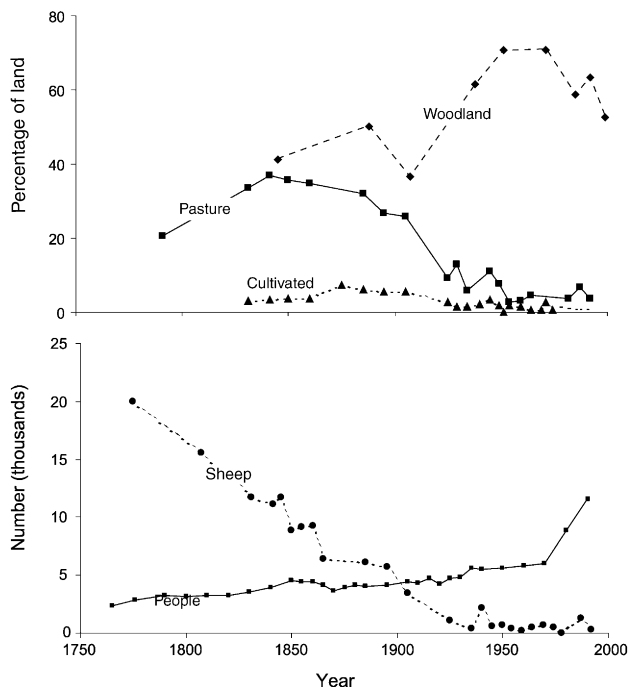 80
60
40
20
0
Percentage of land
Woodland
Pasture
Cultivated
25
20
15
10
5
0
Number (thousands)
Sheep
People
1750 1800 1850 1900 1950 2000
Year